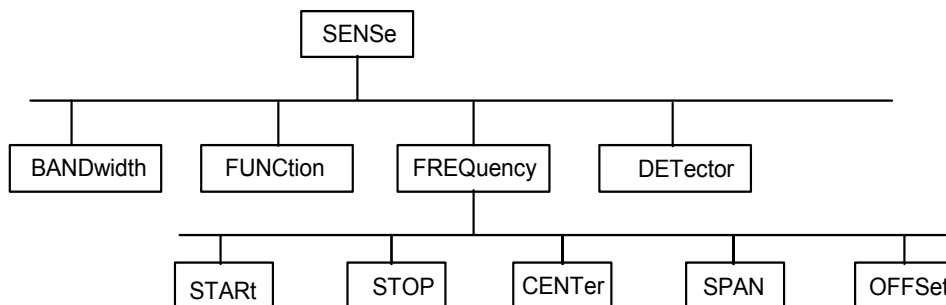 SENSe
BANDwidth FUNCtion FREQuency DETector
STARt STOP CENTer SPAN OFFSet